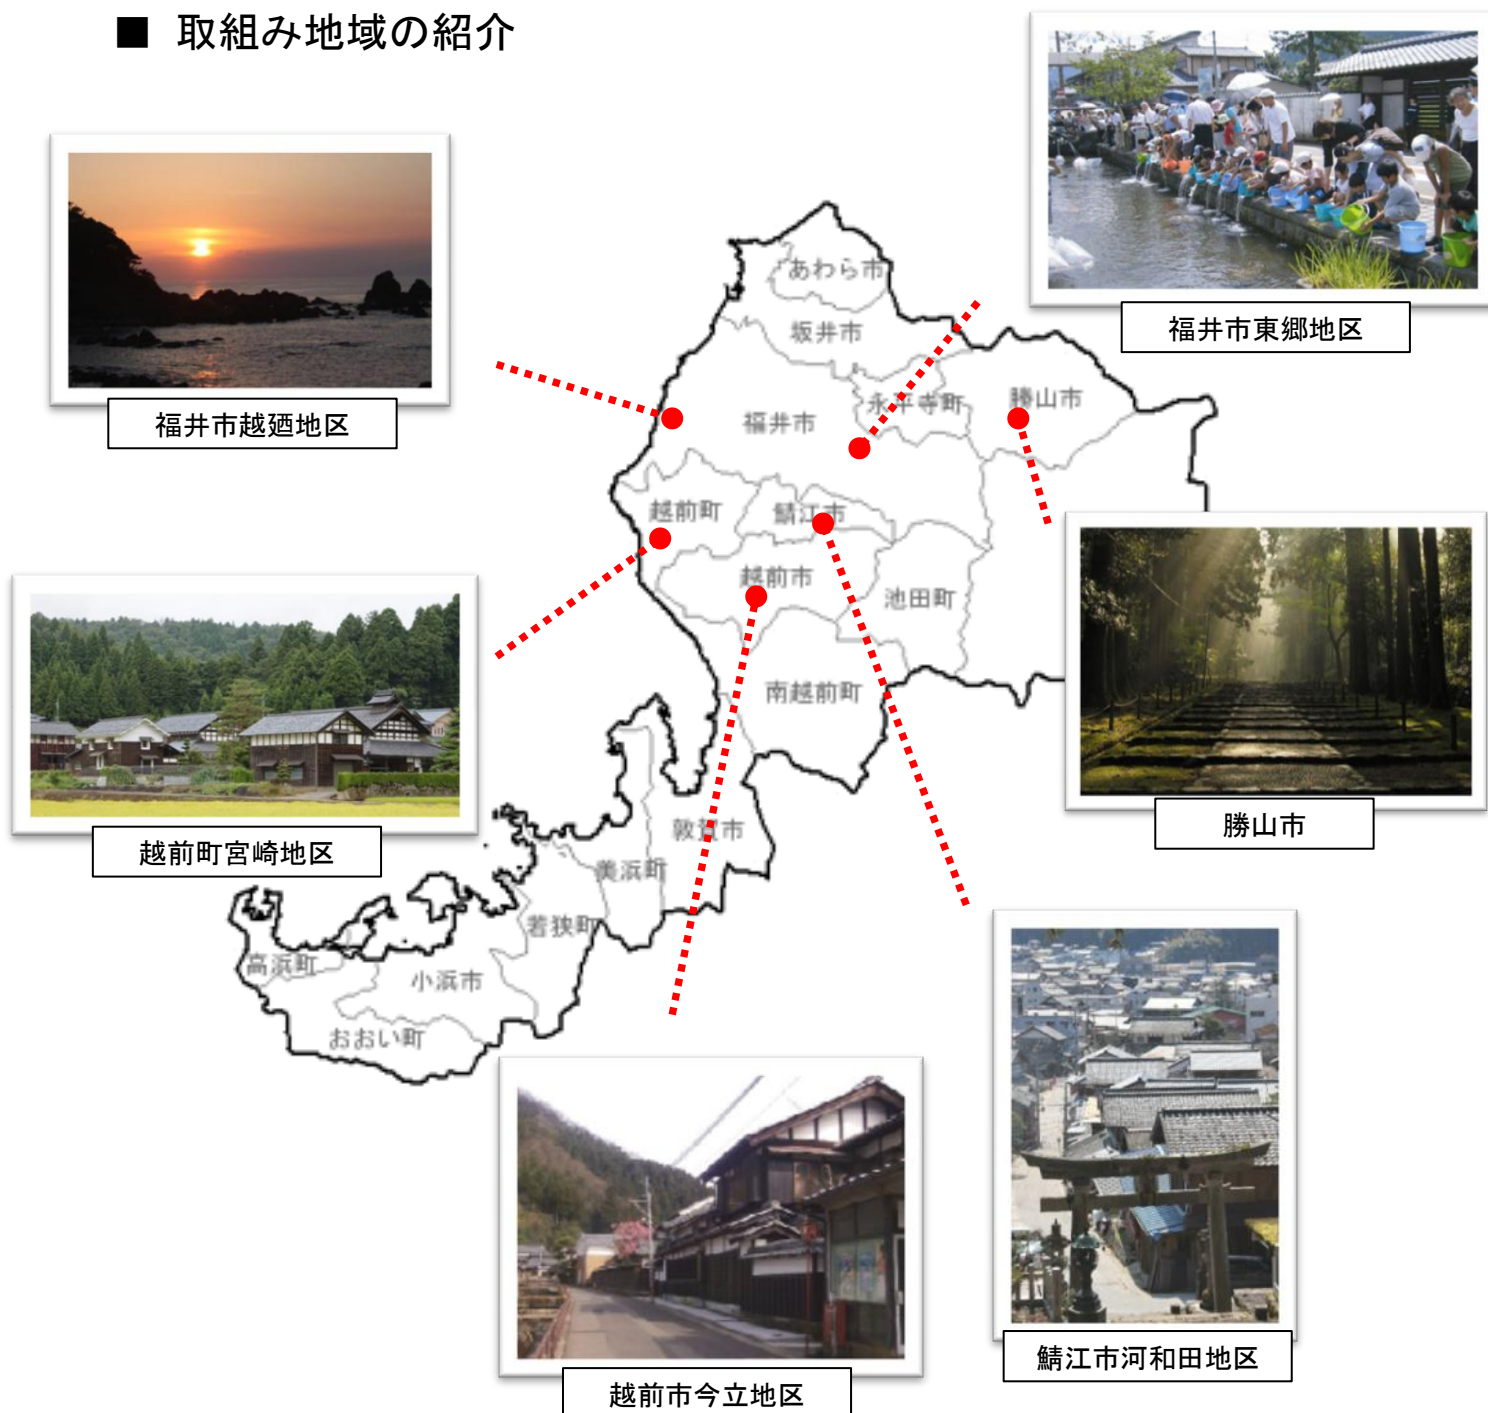 ■ 取組み地域の紹介
福井市東郷地区
福井市越廼地区
あわら市
坂井市
永平寺町
勝山市
福井市
越前町
鯖江市
越前市
池田町
南越前町
越前町宮崎地区
勝山市
敦賀市
美浜町
若狭町
高浜町
小浜市
おおい町
鯖江市河和田地区
越前市今立地区